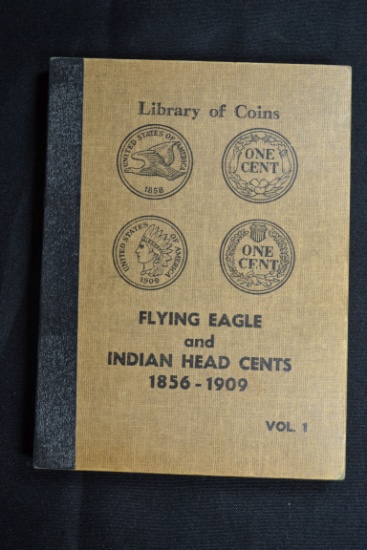 Library of Coins
UNITED STATES OF AMERICA
1858
ONE
CENT
UNITED STATES OF AMERICA
1909
ONE
CENT
FLYING EAGLE
and
INDIAN HEAD CENTS
1856-1909
VOL. 1